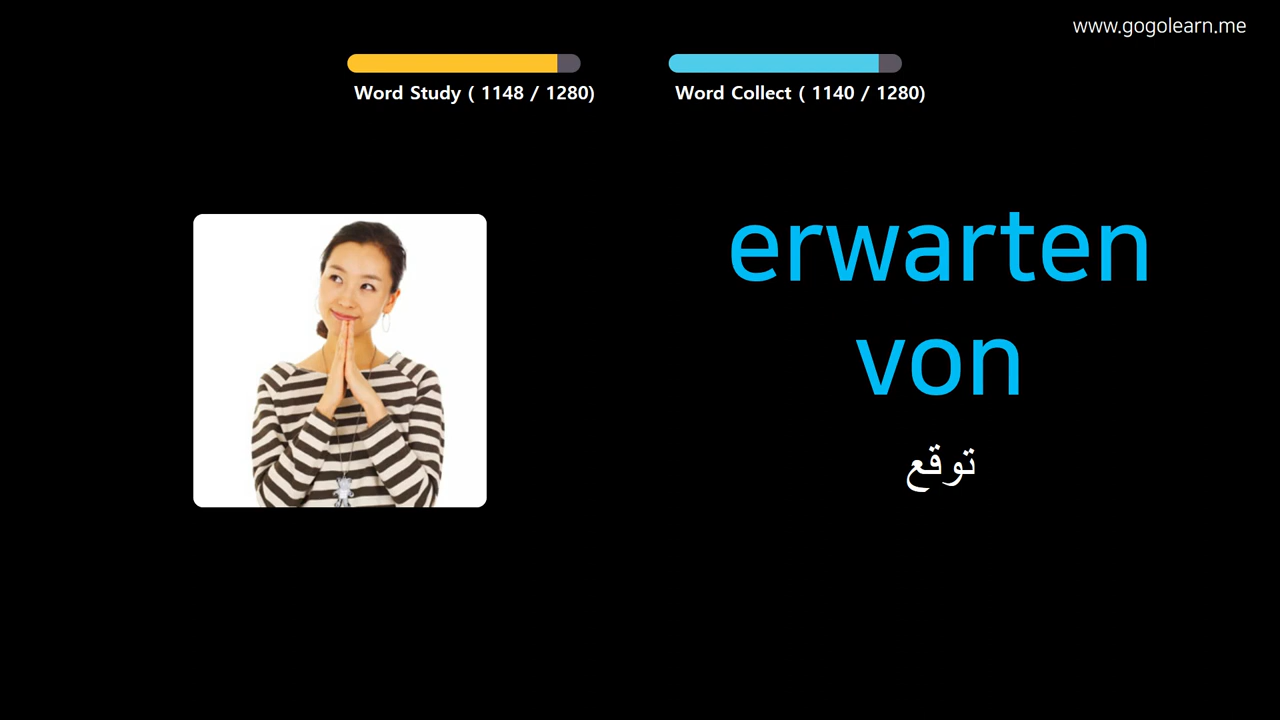 www.gogolearn.me
Word Study ( 1148 / 1280)
Word Collect ( 1140 / 1280)
erwarten
von
توقع